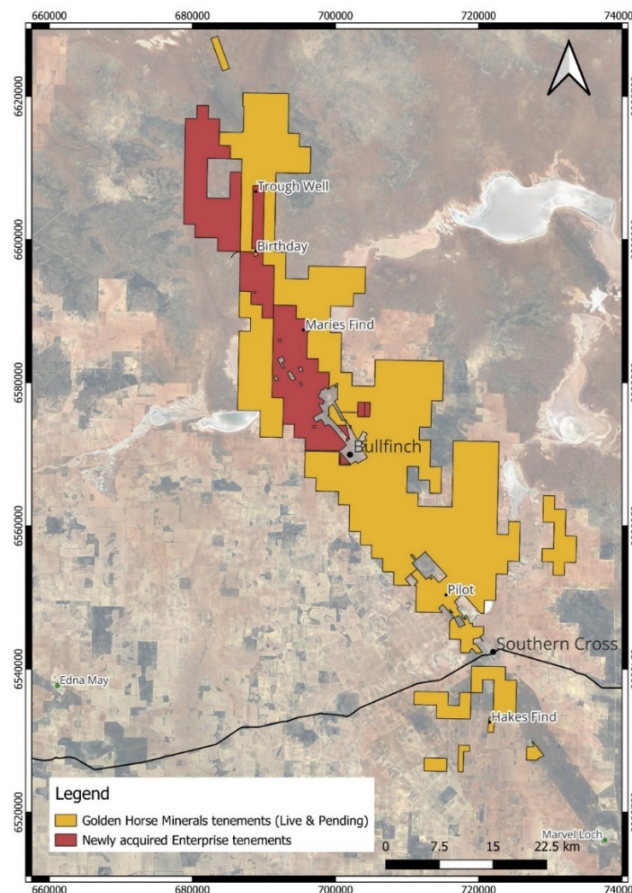 660000 680000 700000 720000 74000
6620000
6600000
6580000
6560000
6540000
6520000
Trough Well
Birthday
Maries Find
Bullfinch
Pilot
Southern Cross
Edna May
Hakes Find
Marvel Loch
Legend
Golden Horse Minerals tenements (Live & Pending)
Newly acquired Enterprise tenements
0 7.5 15 22.5 km
660000 680000 700000 720000 74000